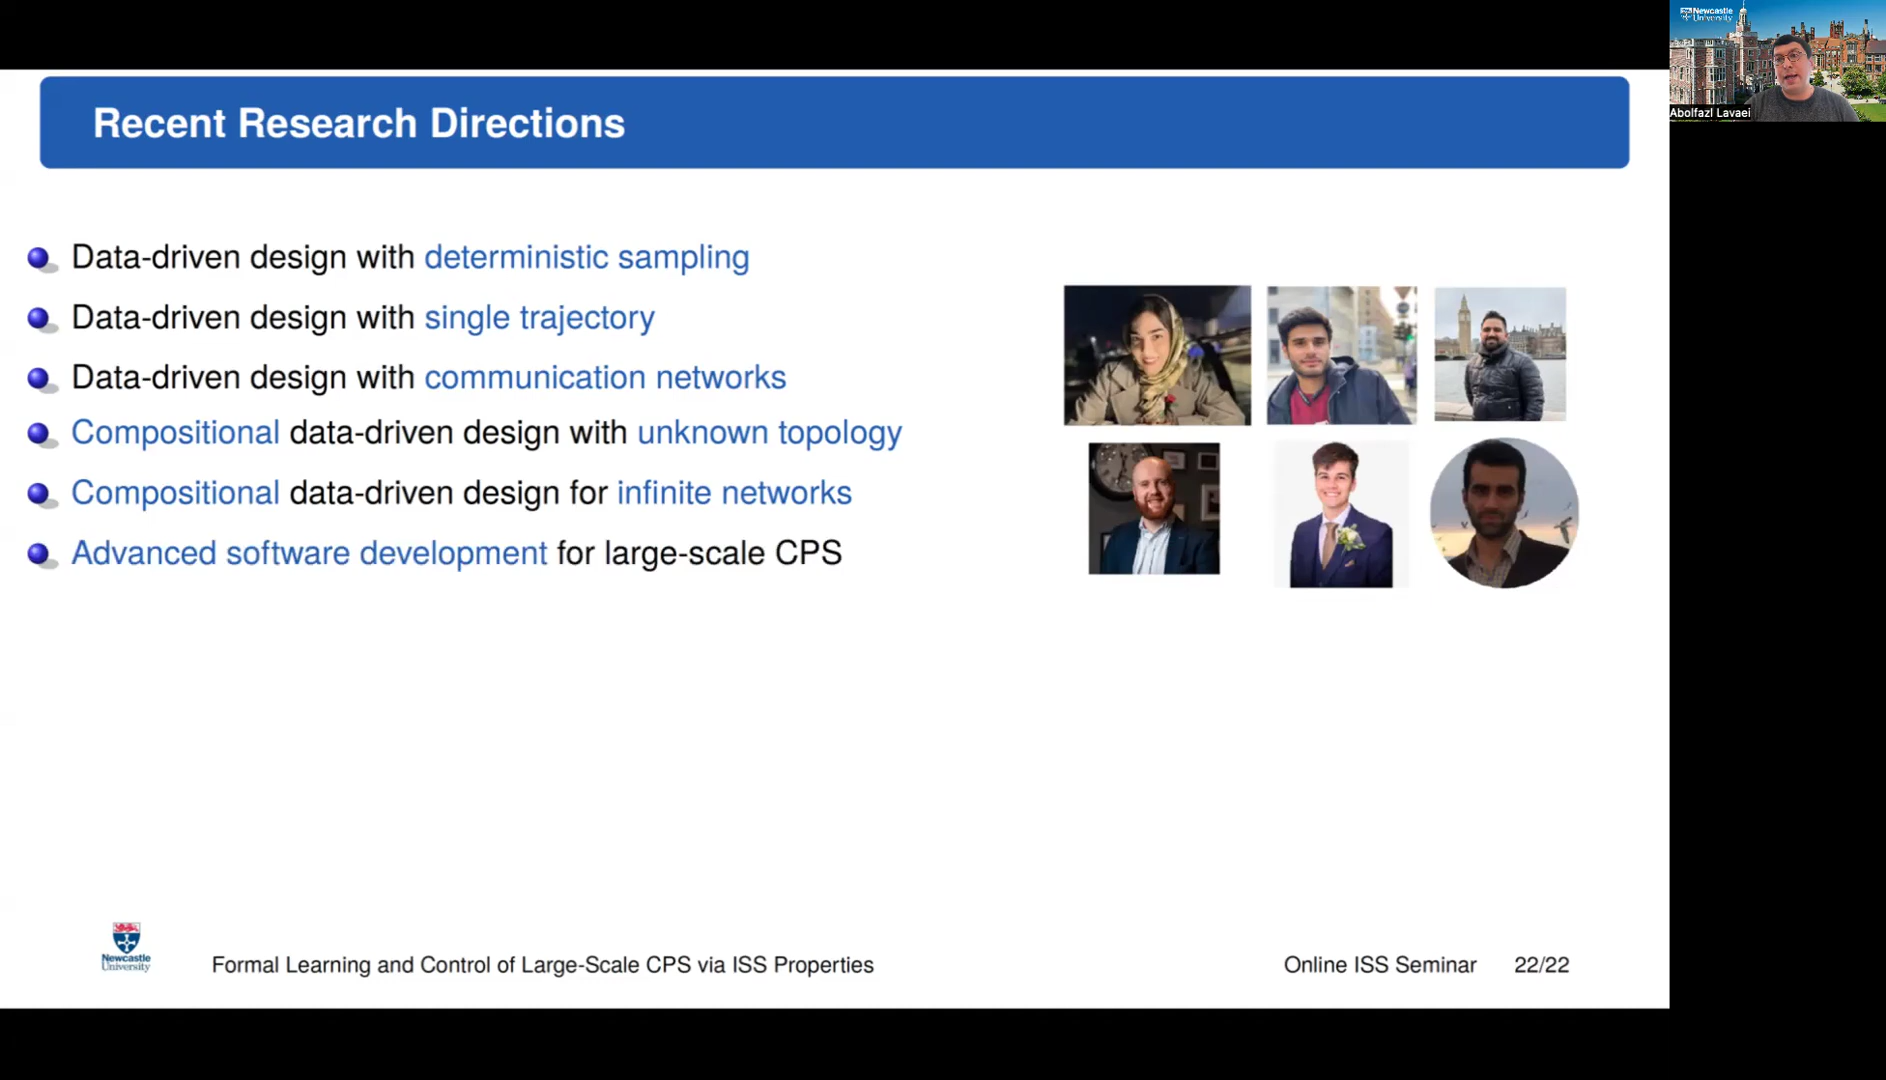 Newcastle
University
Abolfazl Lavaei
Recent Research Directions
Data-driven design with deterministic sampling
Data-driven design with single trajectory
Data-driven design with communication networks
Compositional data-driven design with unknown topology
Compositional data-driven design for infinite networks
Advanced software development for large-scale CPS
Newcastle
University
Formal Learning and Control of Large-Scale CPS via ISS Properties
Online ISS Seminar
22/22